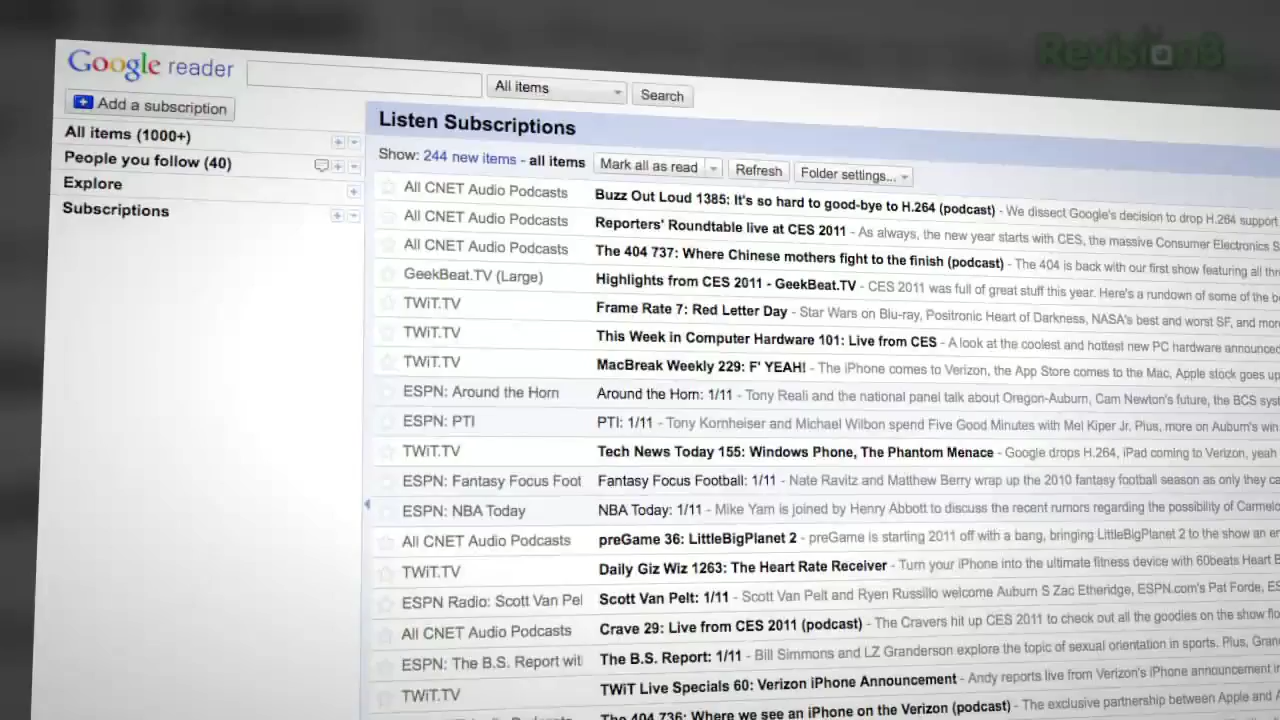 Revision3
Google reader
All items
Search
Add a subscription
All items (1000+)
People you follow (40)
Explore
Subscriptions
Listen Subscriptions
Show: 244 new items - all items Mark all as read Refresh Folder settings...
All CNET Audio Podcasts Buzz Out Loud 1385: It's so hard to good-bye to H.264 (podcast) - We dissect Google's decision to drop H.264 support
All CNET Audio Podcasts Reporters' Roundtable live at CES 2011 - As always, the new year starts with CES, the massive Consumer Electronics S
All CNET Audio Podcasts The 404 737: Where Chinese mothers fight to the finish (podcast) - The 404 is back with our first show featuring all
GeekBeat.TV (Large) Highlights from CES 2011 - GeekBeat.TV - CES 2011 was full of great stuff this year. Here's a rundown of some of the b
TWiT.TV Frame Rate 7: Red Letter Day - Star Wars on Blu-ray, Positronic Heart of Darkness, NASA's best and worst SF, and mor
TWiT.TV This Week in Computer Hardware 101: Live from CES - A look at the coolest and hottest new PC hardware announced
TWiT.TV MacBreak Weekly 229: F' YEAH! - The iPhone comes to Verizon, the App Store comes to the Mac, Apple stock goes up
ESPN: Around the Horn Around the Horn: 1/11 - Tony Reali and the national panel talk about Oregon-Auburn, Cam Newton's future, the BCS sys
ESPN: PTI PTI: 1/11 - Tony Kornheiser and Michael Wilbon spend Five Good Minutes with Mel Kiper Jr. Plus, more on Auburn's win
TWiT.TV Tech News Today 155: Windows Phone, The Phantom Menace - Google drops H.264, iPad coming to Verizon, yeah
ESPN: Fantasy Focus Foot Fantasy Focus Football: 1/11 - Nate Ravitz and Matthew Berry wrap up the 2010 fantasy football season as only they ca
ESPN: NBA Today NBA Today: 1/11 - Mike Yam is joined by Henry Abbott to discuss the recent rumors regarding the possibility of Carmelo
All CNET Audio Podcasts preGame 36: LittleBigPlanet 2 - preGame is starting 2011 off with a bang, bringing LittleBigPlanet 2 to the show an
TWiT.TV Daily Giz Wiz 1263: The Heart Rate Receiver - Turn your iPhone into the ultimate fitness device with 60beats Heart
ESPN Radio: Scott Van Pel Scott Van Pelt: 1/11 - Scott Van Pelt and Ryen Russillo welcome Auburn S Zac Etheridge, ESPN.com's Pat Forde, ES
All CNET Audio Podcasts Crave 29: Live from CES 2011 (podcast) - The Cravers hit up CES 2011 to check out all the goodies on the show flo
ESPN: The B.S. Report wit The B.S. Report: 1/11 - Bill Simmons and LZ Granderson explore the topic of sexual orientation in sports. Plus, Gran
TWiT.TV TWiT Live Specials 60: Verizon iPhone Announcement - Andy reports live from Verizon's iPhone announcement
The 404 736: Where we see an iPhone on the Verizon (podcast) - The exclusive partnership between Apple and